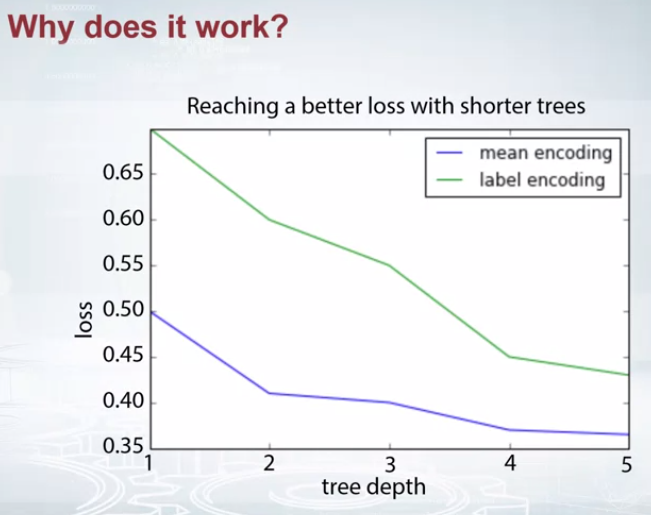 Why does it work?
Reaching a better loss with shorter trees
mean encoding
label encoding
0.65
0.60
0.55
0.50
0.45
0.40
0.35
loss
1 2 3 4 5
tree depth